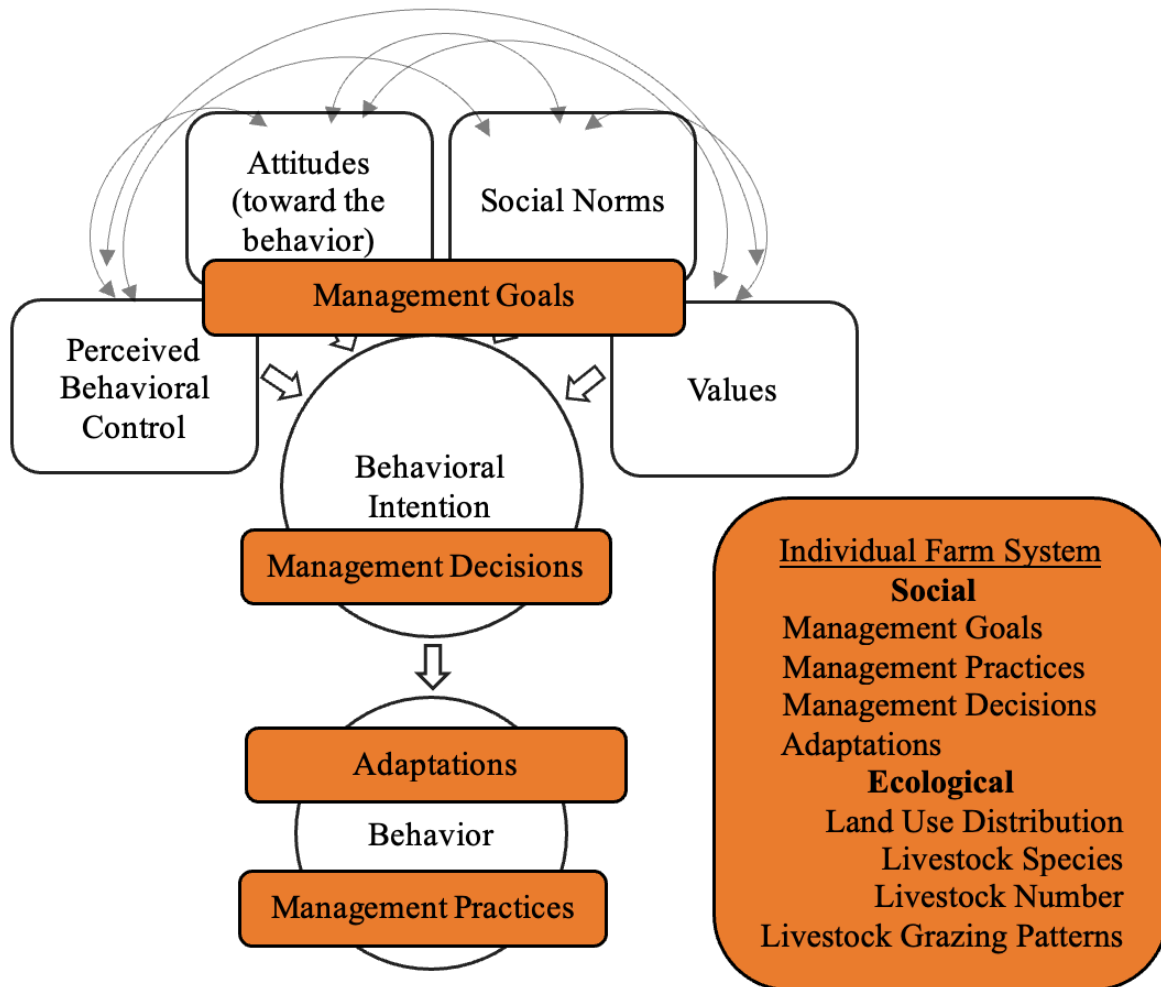 Attitudes
(toward the
behavior)
Social Norms
Management Goals
Perceived
Behavioral
Control
Values
Behavioral
Intention
Management Decisions
Adaptations
Behavior
Management Practices
Individual Farm System
Social
Management Goals
Management Practices
Management Decisions
Adaptations
Ecological
Land Use Distribution
Livestock Species
Livestock Number
Livestock Grazing Patterns